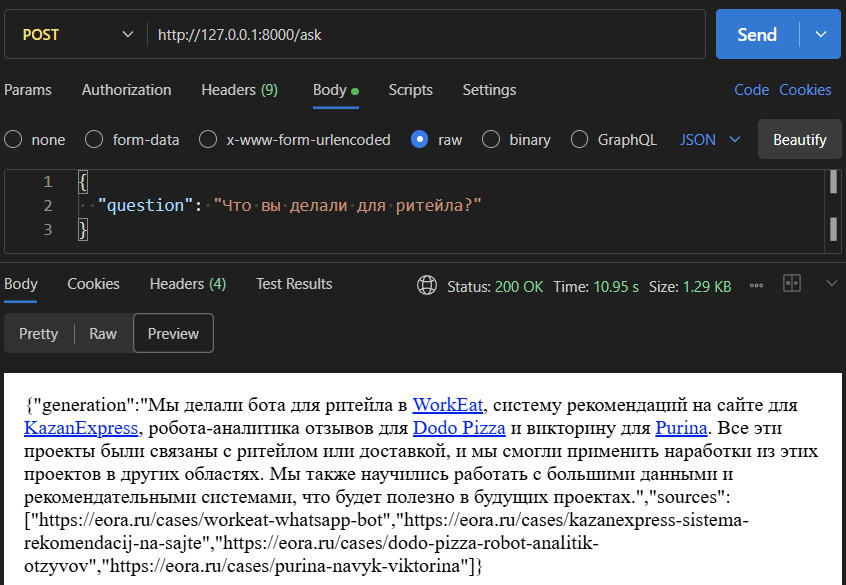 POST http://127.0.0.1:8000/ask Send
Params Authorization Headers (9) Body Scripts Settings Code Cookies
none form-data x-www-form-urlencoded raw binary GraphQL JSON Beautify
1 {
2 "question": "Что вы делали для ритейла?"
3 }
Body Cookies Headers (4) Test Results Status: 200 OK Time: 10.95 s Size: 1.29 KB
Pretty Raw Preview
{"generation":"Мы делали бота для ритейла в WorkEat, систему рекомендаций на сайте для
KazanExpress, робота-аналитика отзывов для Dodo Pizza и викторину для Purina. Все эти
проекты были связаны с ритейлом или доставкой, и мы смогли применить наработки из этих
проектов в других областях. Мы также научились работать с большими данными и
рекомендательными системами, что будет полезно в будущих проектах.","sources":
["https://eora.ru/cases/workeat-whatsapp-bot","https://eora.ru/cases/kazanexpress-sistema-
rekomendacij-na-sajte","https://eora.ru/cases/dodo-pizza-robot-analitik-
otzyvov","https://eora.ru/cases/purina-navyk-viktorina"]}